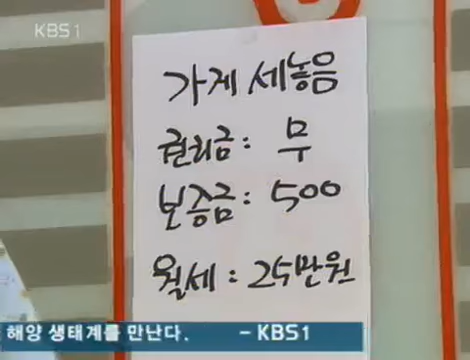 KBS1
가게 세놓음
권리금 : 무
보증금 : 500
월세 : 25만원
해양 생태계를 만난다. - KBS1